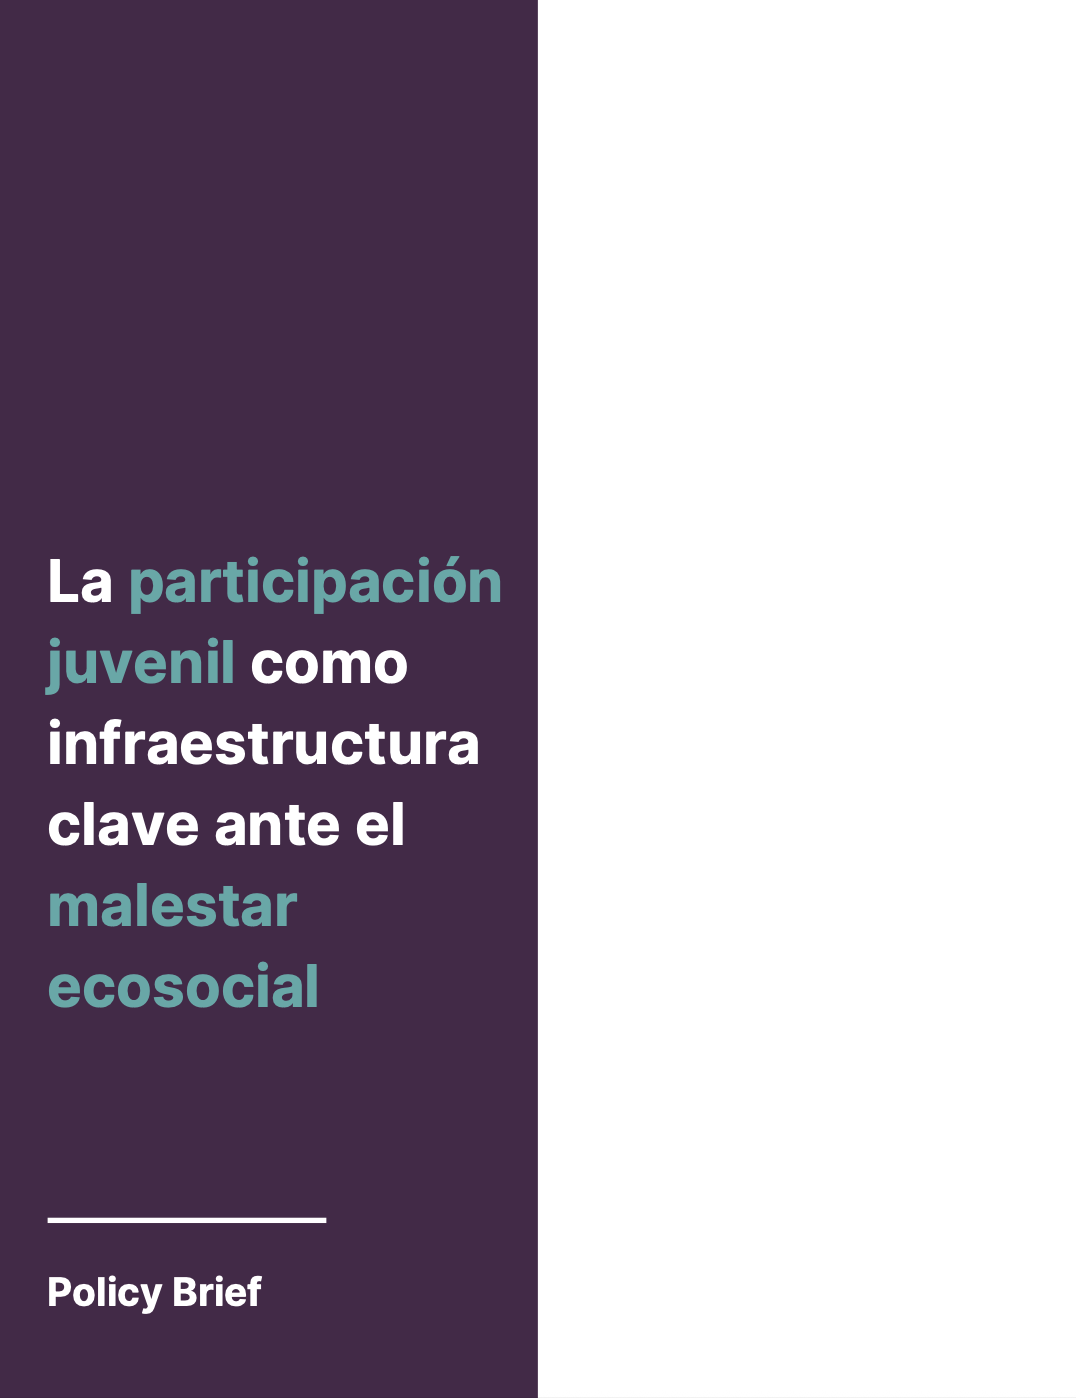 La participación
juvenil como
infraestructura
clave ante el
malestar
ecosocial
Policy Brief